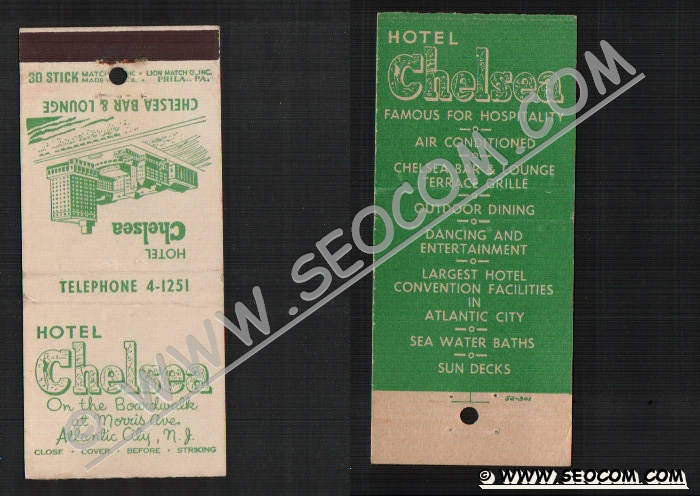 30 STICK
LION MATCH CO., INC.
PHILA., PA.
CHELSEA BAR & LOUNGE
HOTEL
Chelsea
TELEPHONE 4-1251
HOTEL
Chelsea
On the Boardwalk
at Morris Ave.
Atlantic City, N.J.
CLOSE · COVER · BEFORE · STRIKING
HOTEL
Chelsea
FAMOUS FOR HOSPITALITY
AIR CONDITIONED
CHELSEA BAR & LOUNGE
TERRACE GRILLE
OUTDOOR DINING
DANCING AND
ENTERTAINMENT
LARGEST HOTEL
CONVENTION FACILITIES
IN
ATLANTIC CITY
SEA WATER BATHS
SUN DECKS
© WWW.SEOCOM.COM
© WWW.SEOCOM.COM
© WWW.SEOCOM.COM